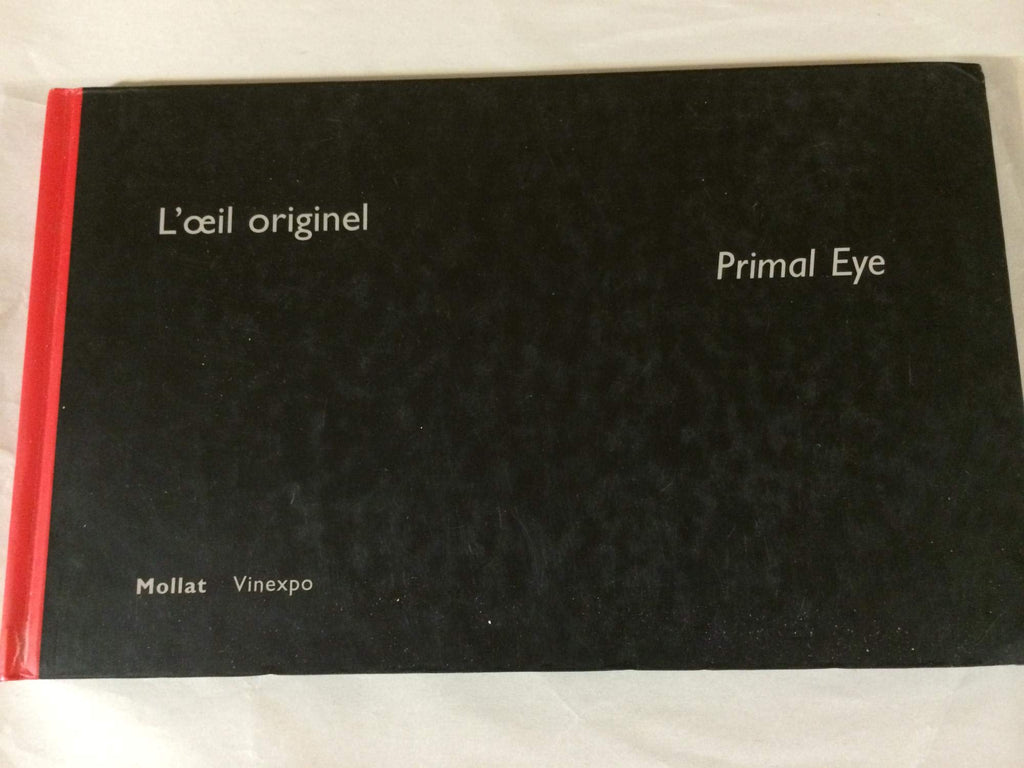 L'œil originel
Primal Eye
Mollat Vinexpo